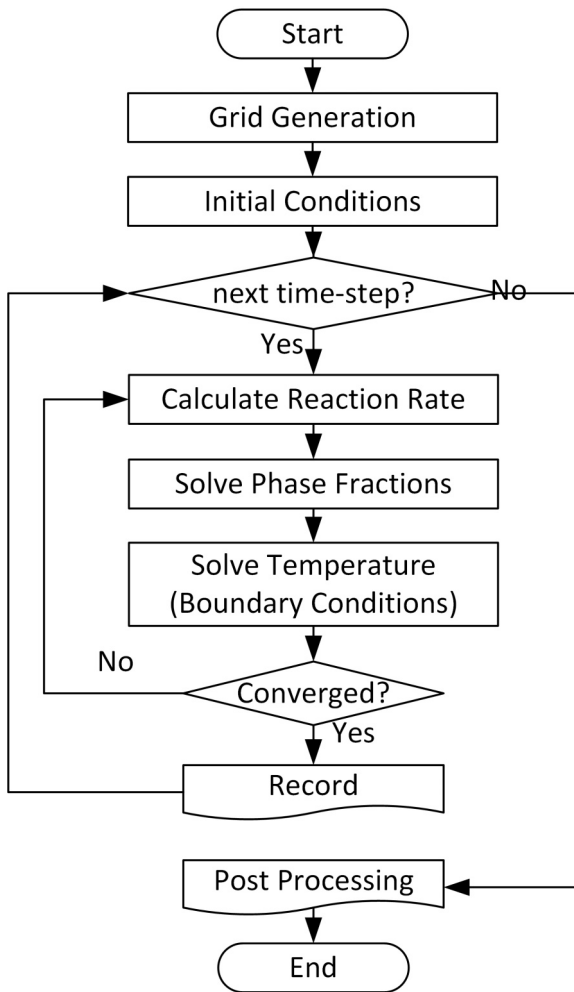 Start
Grid Generation
Initial Conditions
next time-step?
No
Yes
Calculate Reaction Rate
Solve Phase Fractions
Solve Temperature
(Boundary Conditions)
No
Converged?
Yes
Record
Post Processing
End